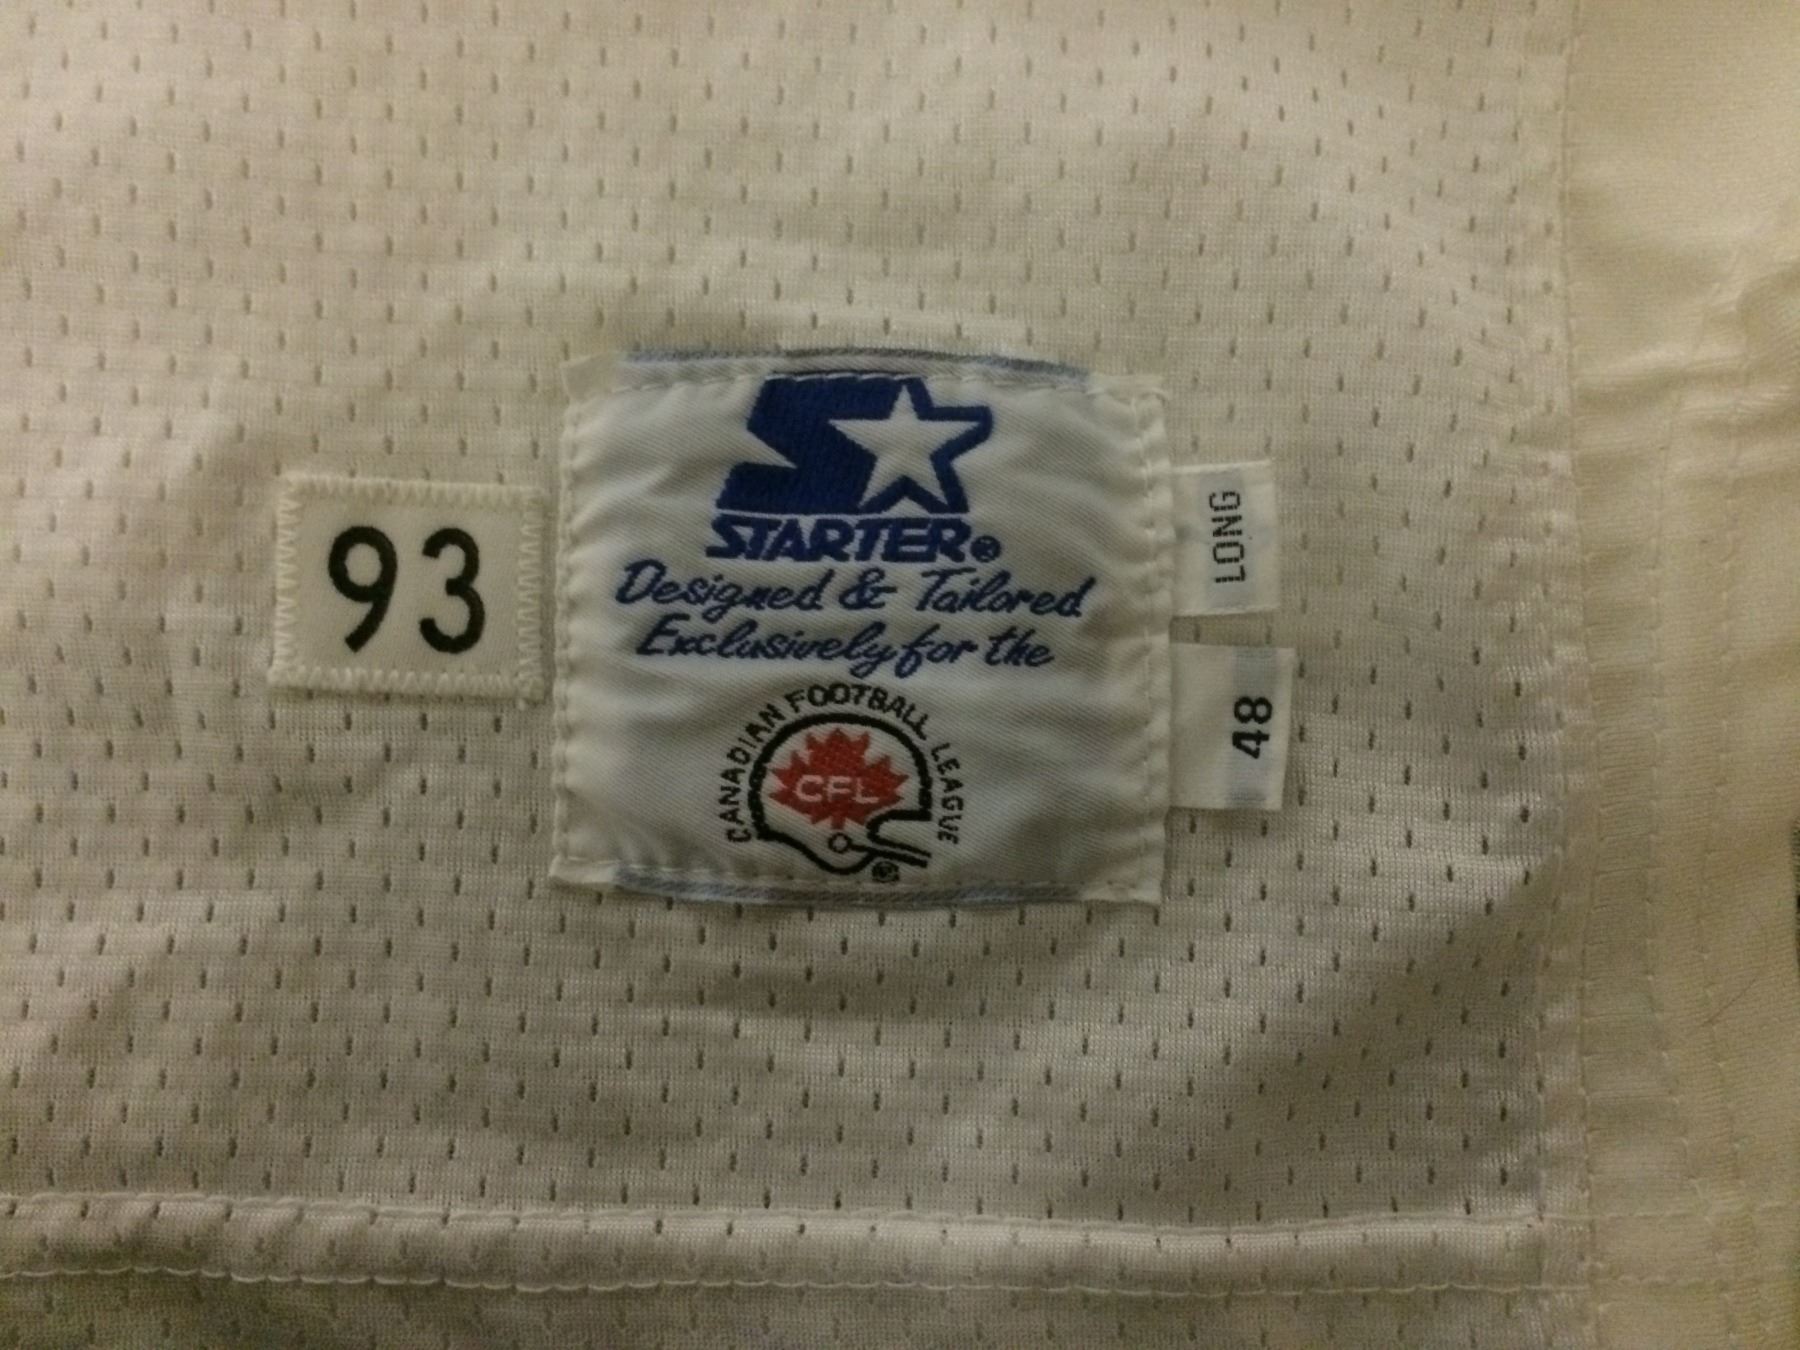 93
STARTER®
Designed & Tailored
Exclusively for the
CANADIAN FOOTBALL LEAGUE
CFL
®
LONG
48